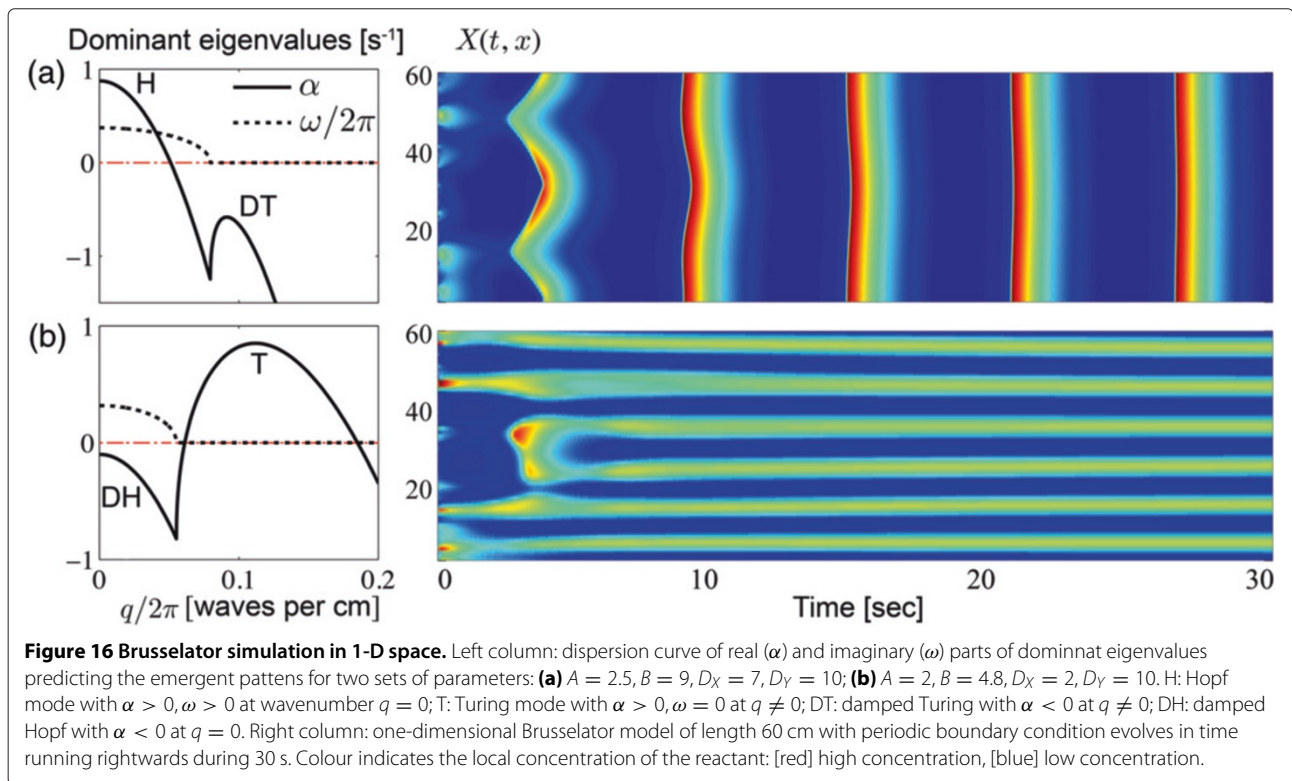 Dominant eigenvalues [s⁻¹]
X(t, x)
(a)
1
0
−1
H
DT
α
ω/2π
60
40
20
(b)
1
0
-1
DH
T
0
0.1
0.2
q/2π [waves per cm]
60
40
20
0
10
20
30
Time [sec]
Figure 16 Brusselator simulation in 1-D space. Left column: dispersion curve of real (α) and imaginary (ω) parts of dominnat eigenvalues
predicting the emergent pattens for two sets of parameters: (a) A = 2.5, B = 9, D_X = 7, D_Y = 10; (b) A = 2, B = 4.8, D_X = 2, D_Y = 10. H: Hopf
mode with α > 0, ω > 0 at wavenumber q = 0; T: Turing mode with α > 0, ω = 0 at q ≠ 0; DT: damped Turing with α < 0 at q ≠ 0; DH: damped
Hopf with α < 0 at q = 0. Right column: one-dimensional Brusselator model of length 60 cm with periodic boundary condition evolves in time
running rightwards during 30 s. Colour indicates the local concentration of the reactant: [red] high concentration, [blue] low concentration.